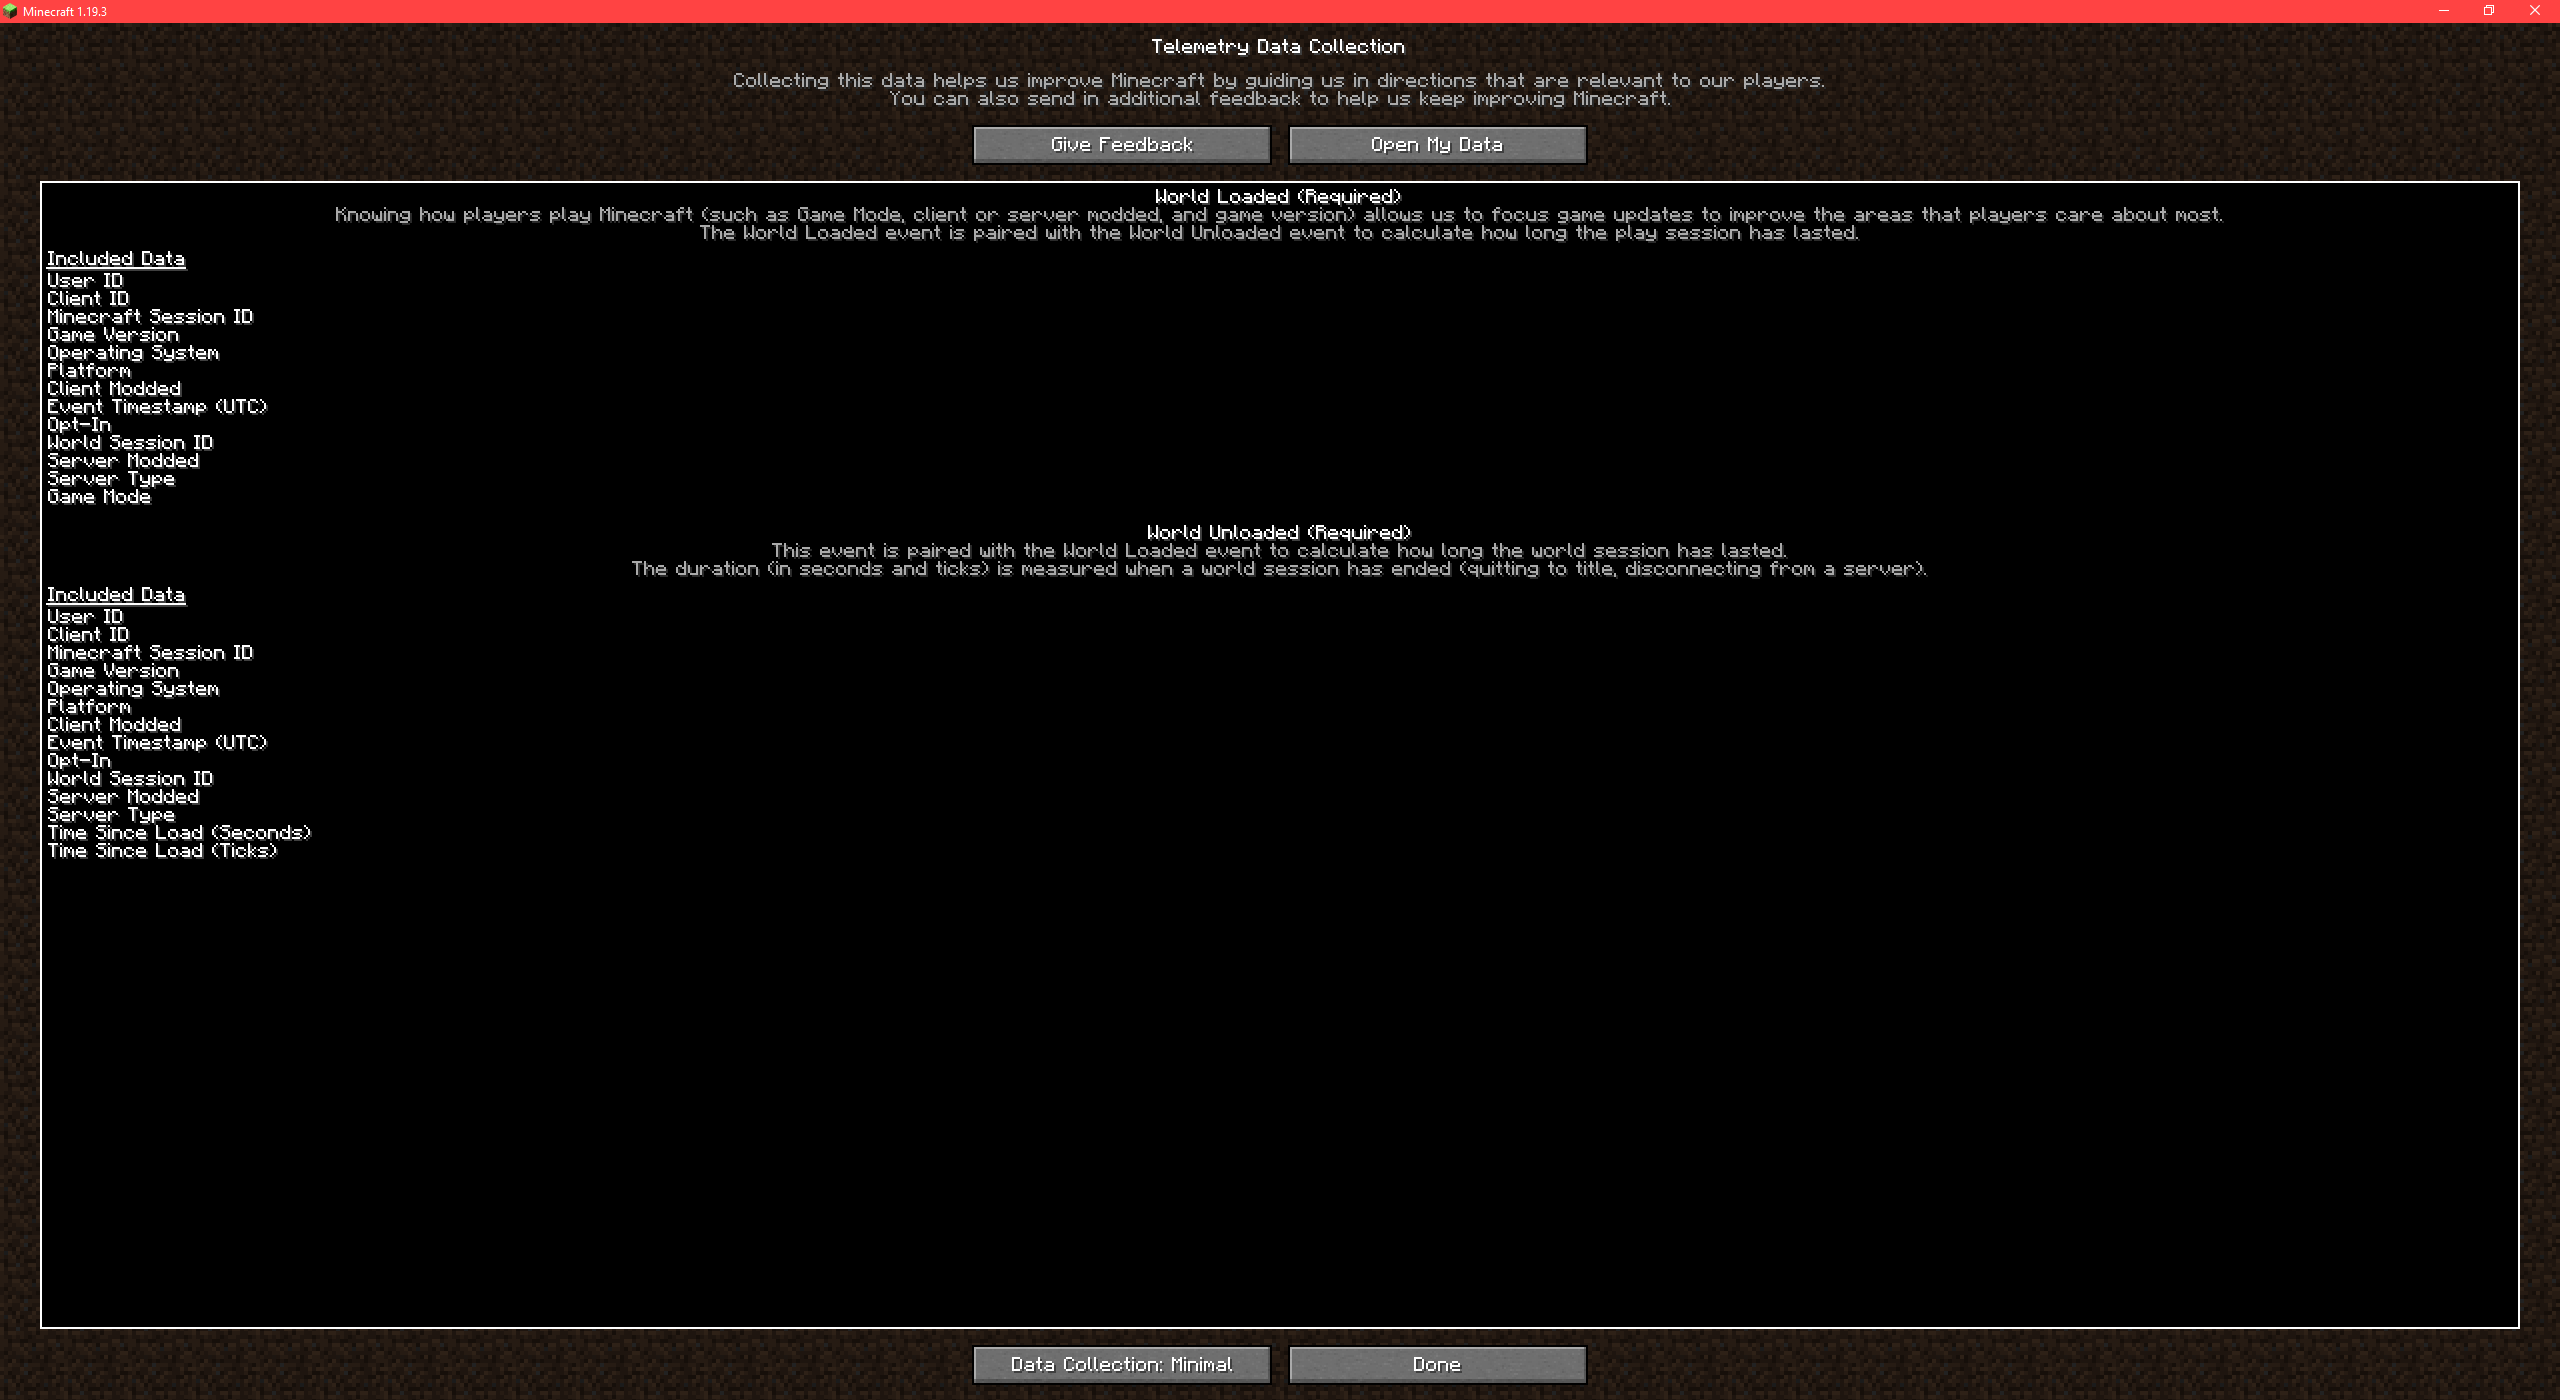 Minecraft 1.19.3
Telemetry Data Collection
Collecting this data helps us improve Minecraft by guiding us in directions that are relevant to our players.
You can also send in additional feedback to help us keep improving Minecraft.
Give Feedback
Open My Data
World Loaded (Required)
Knowing how players play Minecraft (such as Game Mode, client or server modded, and game version) allows us to focus game updates to improve the areas that players care about most.
The World Loaded event is paired with the World Unloaded event to calculate how long the play session has lasted.
Included Data
User ID
Client ID
Minecraft Session ID
Game Version
Operating System
Platform
Client Modded
Event Timestamp (UTC)
Opt-In
World Session ID
Server Modded
Server Type
Game Mode
World Unloaded (Required)
This event is paired with the World Loaded event to calculate how long the world session has lasted.
The duration (in seconds and ticks) is measured when a world session has ended (quitting to title, disconnecting from a server).
Included Data
User ID
Client ID
Minecraft Session ID
Game Version
Operating System
Platform
Client Modded
Event Timestamp (UTC)
Opt-In
World Session ID
Server Modded
Server Type
Time Since Load (Seconds)
Time Since Load (Ticks)
Data Collection: Minimal
Done